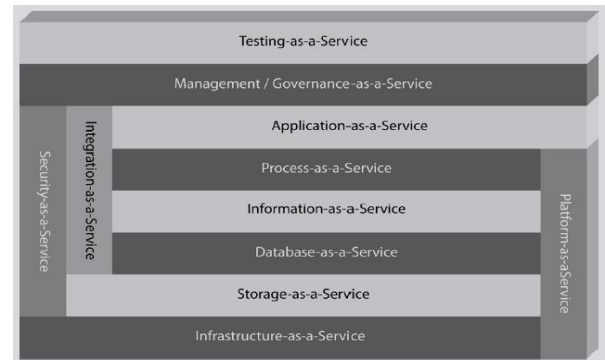 Testing-as-a-Service
Management / Governance-as-a-Service
Application-as-a-Service
Process-as-a-Service
Information-as-a-Service
Database-as-a-Service
Storage-as-a-Service
Infrastructure-as-a-Service
Security-as-a-Service
Integration-as-a-Service
Platform-as-aService